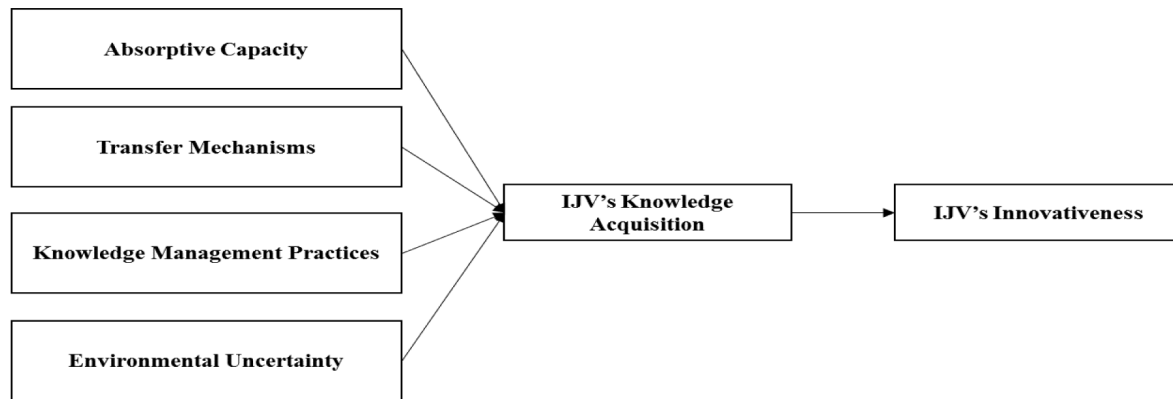 Absorptive Capacity
Transfer Mechanisms
Knowledge Management Practices
Environmental Uncertainty
IJV's Knowledge
Acquisition
IJV's Innovativeness